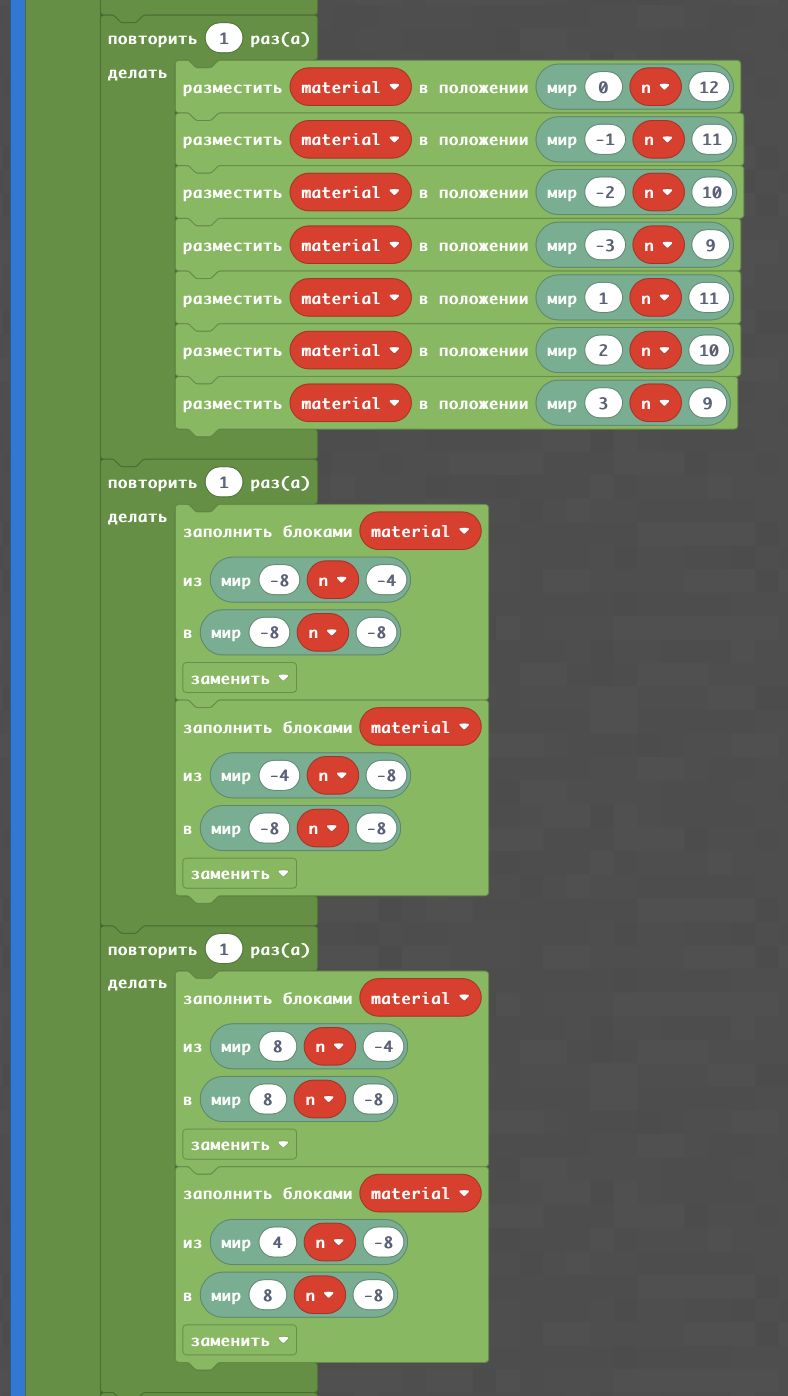 повторить 1 раз(а)
делать
разместить material в положении мир 0 n 12
разместить material в положении мир -1 n 11
разместить material в положении мир -2 n 10
разместить material в положении мир -3 n 9
разместить material в положении мир 1 n 11
разместить material в положении мир 2 n 10
разместить material в положении мир 3 n 9
повторить 1 раз(а)
делать
заполнить блоками material
из мир -8 n -4
в мир -8 n -8
заменить
заполнить блоками material
из мир -4 n -8
в мир -8 n -8
заменить
повторить 1 раз(а)
делать
заполнить блоками material
из мир 8 n -4
в мир 8 n -8
заменить
заполнить блоками material
из мир 4 n -8
в мир 8 n -8
заменить